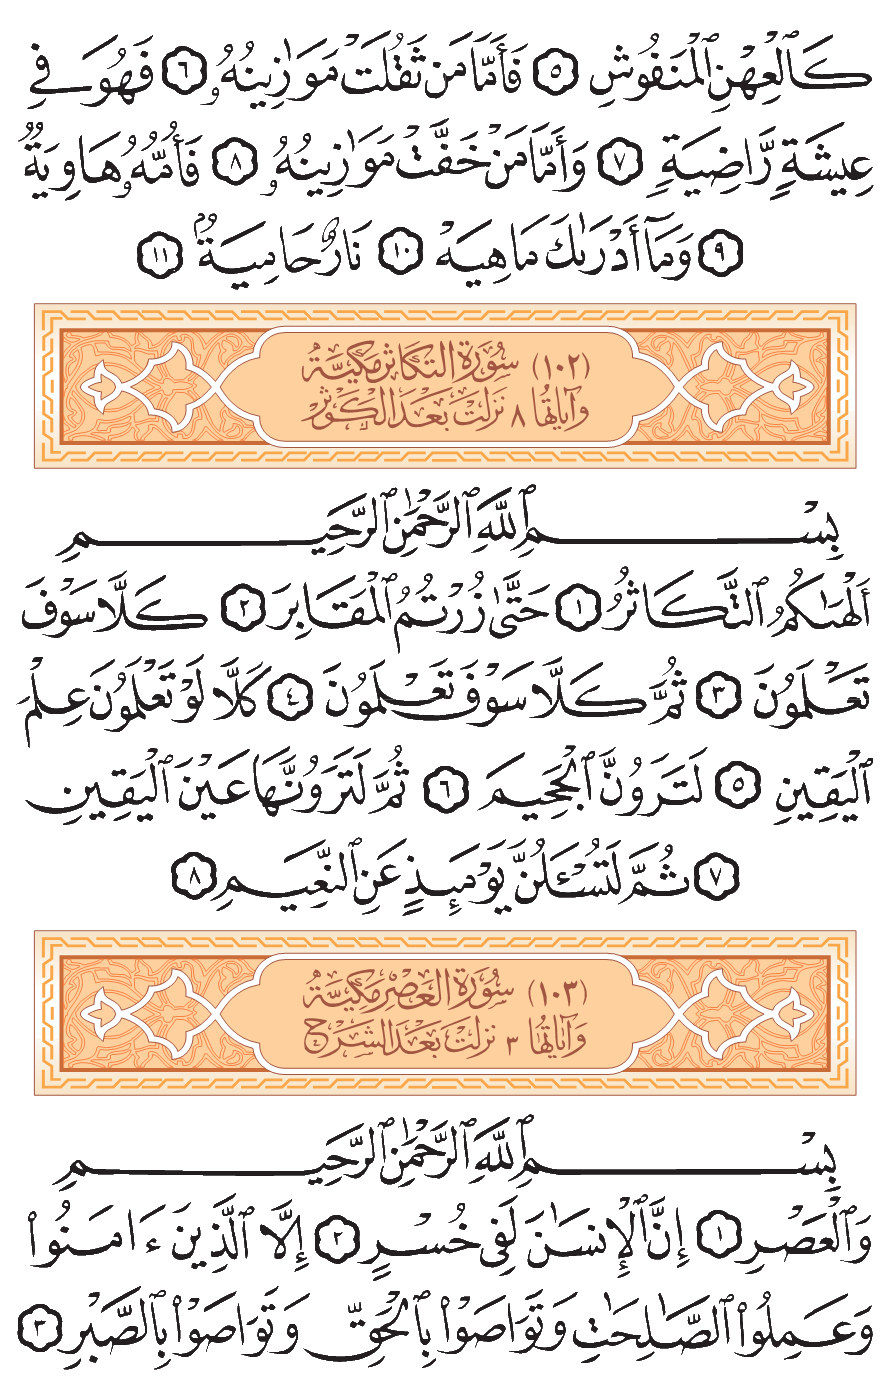 كَٱلۡعِهۡنِ ٱلۡمَنفُوشِ ٥ فَأَمَّا مَن ثَقُلَتۡ مَوَٰزِينُهُۥ ٦ فَهُوَ فِي
عِيشَةٖ رَّاضِيَةٖ ٧ وَأَمَّا مَنۡ خَفَّتۡ مَوَٰزِينُهُۥ ٨ فَأُمُّهُۥ هَاوِيَةٞ
٩ وَمَآ أَدۡرَىٰكَ مَا هِيَهۡ ١٠ نَارٌ حَامِيَةُۢ ١١
(١٠٢) سُورَةُ التَّكَاثُرِ مَكِّيَّةٌ
وَآيَاتُهَا ٨ نَزَلَتْ بَعْدَ الكَوثَر
بِسۡمِ ٱللَّهِ ٱلرَّحۡمَٰنِ ٱلرَّحِيمِ
أَلۡهَىٰكُمُ ٱلتَّكَاثُرُ ١ حَتَّىٰ زُرۡتُمُ ٱلۡمَقَابِرَ ٢ كَلَّا سَوۡفَ
تَعۡلَمُونَ ٣ ثُمَّ كَلَّا سَوۡفَ تَعۡلَمُونَ ٤ كَلَّا لَوۡ تَعۡلَمُونَ عِلۡمَ
ٱلۡيَقِينِ ٥ لَتَرَوُنَّ ٱلۡجَحِيمَ ٦ ثُمَّ لَتَرَوُنَّهَا عَيۡنَ ٱلۡيَقِينِ
٧ ثُمَّ لَتُسۡـَٔلُنَّ يَوۡمَئِذٍ عَنِ ٱلنَّعِيمِ ٨
(١٠٣) سُورَةُ العَصْرِ مَكِّيَّةٌ
وَآيَاتُهَا ٣ نَزَلَتْ بَعْدَ الشَّرْحِ
بِسۡمِ ٱللَّهِ ٱلرَّحۡمَٰنِ ٱلرَّحِيمِ
وَٱلۡعَصۡرِ ١ إِنَّ ٱلۡإِنسَٰنَ لَفِي خُسۡرٍ ٢ إِلَّا ٱلَّذِينَ ءَامَنُواْ
وَعَمِلُواْ ٱلصَّٰلِحَٰتِ وَتَوَاصَوۡاْ بِٱلۡحَقِّ وَتَوَاصَوۡاْ بِٱلصَّبۡرِ ٣